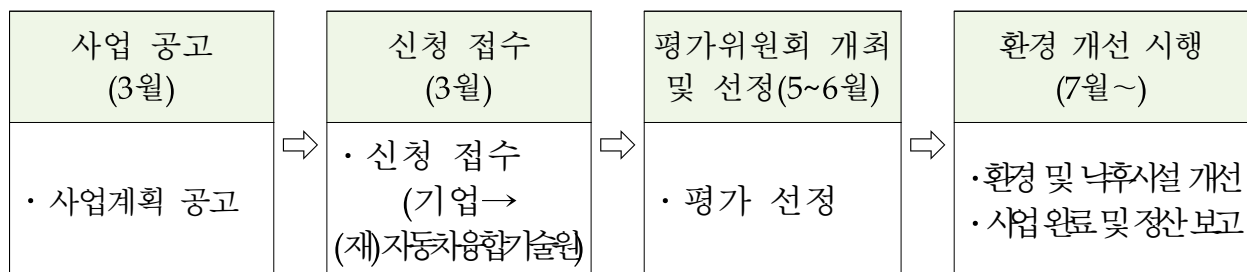 사업 공고
(3월)
· 사업계획 공고
⇨
신청 접수
(3월)
· 신청 접수
(기업→
(재)자동차융합기술원)
⇨
평가위원회 개최
및 선정(5~6월)
· 평가 선정
⇨
환경 개선 시행
(7월~)
· 환경 및 낙후시설 개선
· 사업 완료 및 정산 보고